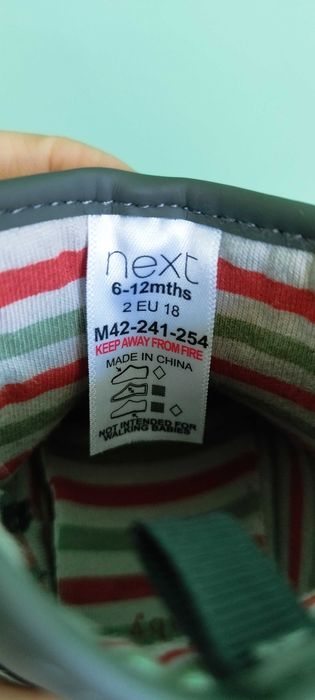 next
6-12mths
2 EU 18
M42-241-254
KEEP AWAY FROM FIRE
MADE IN CHINA
NOT INTENDED FOR
WALKING BABIES